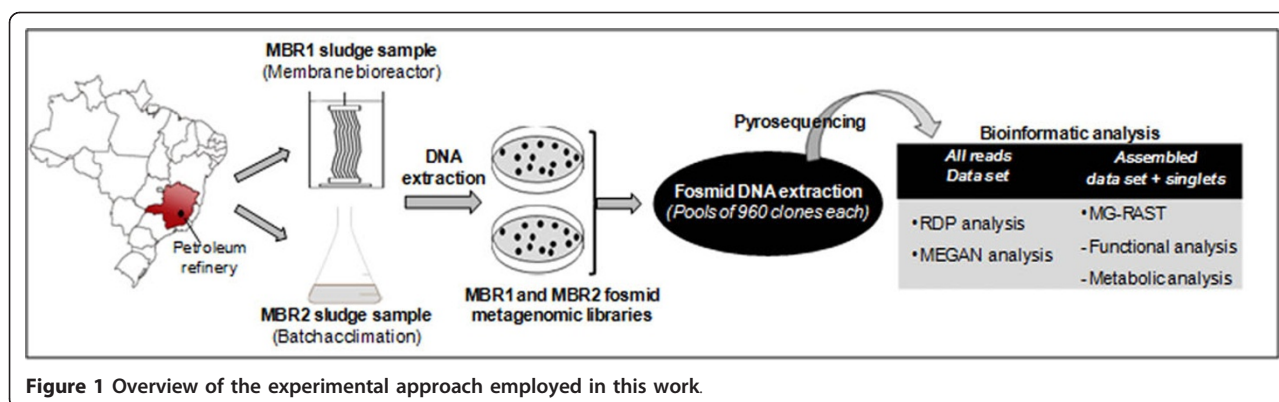 MBR1 sludge sample
(Membranebioreactor)
Petroleum
refinery
MBR2 sludge sample
(Batchacclimation)
DNA
extraction
MBR1 and MBR2 fosmid
metagenomic libraries
Fosmid DNA extraction
(Pools of 960 clones each)
Pyrosequencing
Bioinformatic analysis
All reads
Data set
•RDP analysis
•MEGAN analysis
Assembled
data set + singlets
•MG-RAST
-Functional analysis
-Metabolic analysis
Figure 1 Overview of the experimental approach employed in this work.